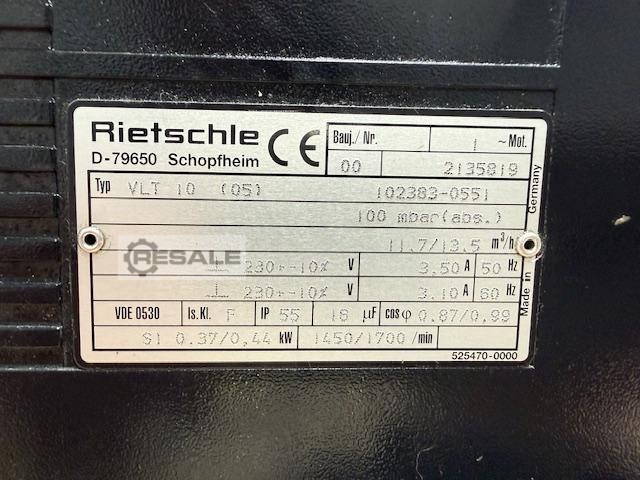 Rietschle CE
D-79650 Schopfheim
Bauj./ Nr. 1 ~ Mot.
00 2135819
Typ VLT 10 (05) 102383-0551
100 mbar(abs.)
11.7/13.5 m³/h
RESALE
⊥ 230+-10% V 3.50 A 50 Hz
⊥ 230+-10% V 3.10 A 60 Hz
VDE 0530 Is.Kl. F IP 55 18 µF cosφ 0.87/0.99
S1 0.37/0,44 kW 1450/1700 /min
525470-0000
Made in Germany